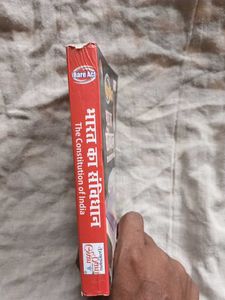 Bare Act
भारत का संविधान
The Constitution of India